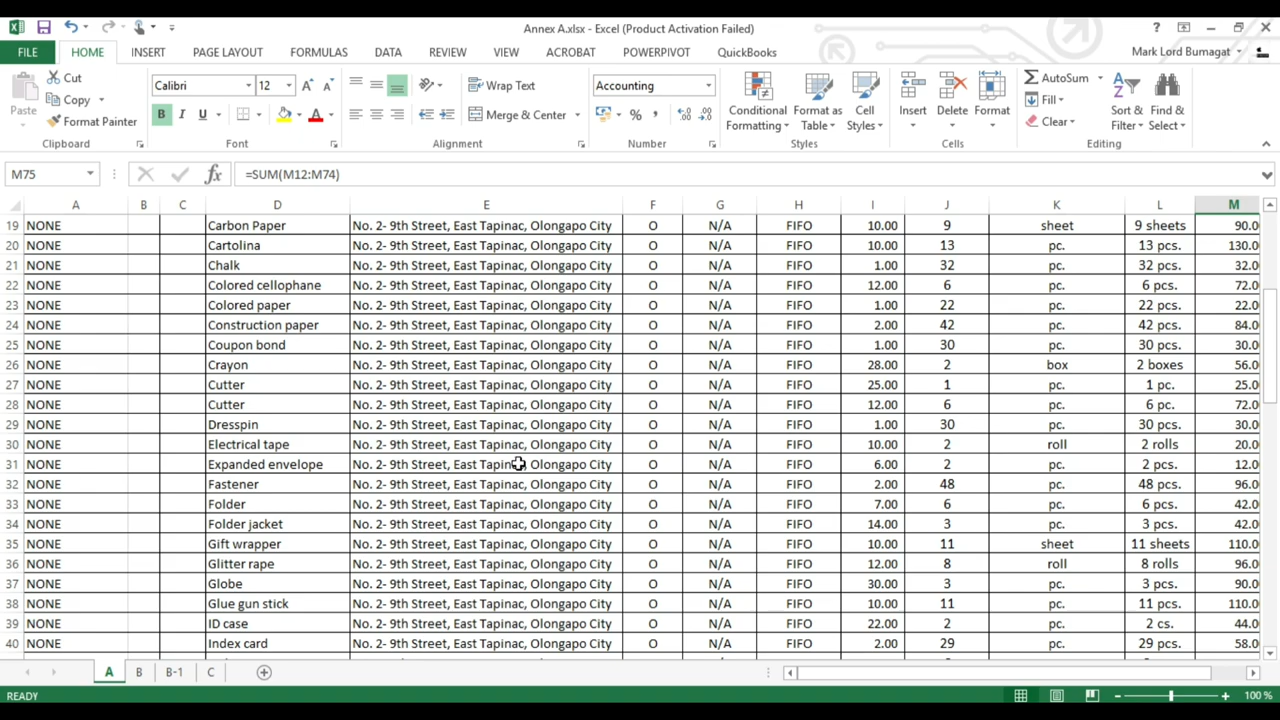 Annex A.xlsx - Excel (Product Activation Failed)
FILE HOME INSERT PAGE LAYOUT FORMULAS DATA REVIEW VIEW ACROBAT POWERPIVOT QuickBooks Mark Lord Bumagat
Cut
Copy
Format Painter
Paste
Clipboard
Calibri 12
B I U
Font
Wrap Text
Merge & Center
Alignment
Accounting
% ,
Number
Conditional Formatting
Format as Table
Cell Styles
Styles
Insert Delete Format
Cells
AutoSum
Fill
Clear
Sort & Filter
Find & Select
Editing
M75 fx =SUM(M12:M74)
A B C D E F G H I J K L M
19 NONE Carbon Paper No. 2- 9th Street, East Tapinac, Olongapo City O N/A FIFO 10.00 9 sheet 9 sheets 90.0
20 NONE Cartolina No. 2- 9th Street, East Tapinac, Olongapo City O N/A FIFO 10.00 13 pc. 13 pcs. 130.0
21 NONE Chalk No. 2- 9th Street, East Tapinac, Olongapo City O N/A FIFO 1.00 32 pc. 32 pcs. 32.0
22 NONE Colored cellophane No. 2- 9th Street, East Tapinac, Olongapo City O N/A FIFO 12.00 6 pc. 6 pcs. 72.0
23 NONE Colored paper No. 2- 9th Street, East Tapinac, Olongapo City O N/A FIFO 1.00 22 pc. 22 pcs. 22.0
24 NONE Construction paper No. 2- 9th Street, East Tapinac, Olongapo City O N/A FIFO 2.00 42 pc. 42 pcs. 84.0
25 NONE Coupon bond No. 2- 9th Street, East Tapinac, Olongapo City O N/A FIFO 1.00 30 pc. 30 pcs. 30.0
26 NONE Crayon No. 2- 9th Street, East Tapinac, Olongapo City O N/A FIFO 28.00 2 box 2 boxes 56.0
27 NONE Cutter No. 2- 9th Street, East Tapinac, Olongapo City O N/A FIFO 25.00 1 pc. 1 pc. 25.0
28 NONE Cutter No. 2- 9th Street, East Tapinac, Olongapo City O N/A FIFO 12.00 6 pc. 6 pc. 72.0
29 NONE Dresspin No. 2- 9th Street, East Tapinac, Olongapo City O N/A FIFO 1.00 30 pc. 30 pcs. 30.0
30 NONE Electrical tape No. 2- 9th Street, East Tapinac, Olongapo City O N/A FIFO 10.00 2 roll 2 rolls 20.0
31 NONE Expanded envelope No. 2- 9th Street, East Tapinac, Olongapo City O N/A FIFO 6.00 2 pc. 2 pcs. 12.0
32 NONE Fastener No. 2- 9th Street, East Tapinac, Olongapo City O N/A FIFO 2.00 48 pc. 48 pcs. 96.0
33 NONE Folder No. 2- 9th Street, East Tapinac, Olongapo City O N/A FIFO 7.00 6 pc. 6 pcs. 42.0
34 NONE Folder jacket No. 2- 9th Street, East Tapinac, Olongapo City O N/A FIFO 14.00 3 pc. 3 pcs. 42.0
35 NONE Gift wrapper No. 2- 9th Street, East Tapinac, Olongapo City O N/A FIFO 10.00 11 sheet 11 sheets 110.0
36 NONE Glitter rape No. 2- 9th Street, East Tapinac, Olongapo City O N/A FIFO 12.00 8 roll 8 rolls 96.0
37 NONE Globe No. 2- 9th Street, East Tapinac, Olongapo City O N/A FIFO 30.00 3 pc. 3 pcs. 90.0
38 NONE Glue gun stick No. 2- 9th Street, East Tapinac, Olongapo City O N/A FIFO 10.00 11 pc. 11 pcs. 110.0
39 NONE ID case No. 2- 9th Street, East Tapinac, Olongapo City O N/A FIFO 22.00 2 pc. 2 cs. 44.0
40 NONE Index card No. 2- 9th Street, East Tapinac, Olongapo City O N/A FIFO 2.00 29 pc. 29 pcs. 58.0
A B B-1 C
READY 100 %